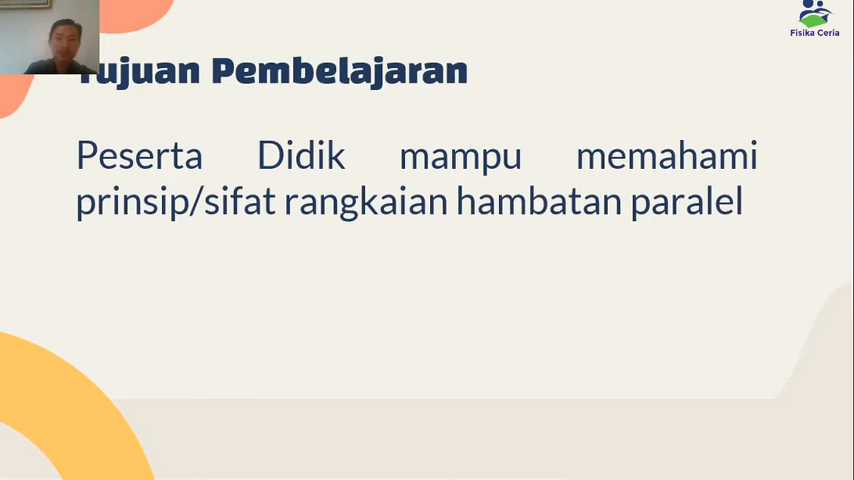 Fisika Ceria
Tujuan Pembelajaran
Peserta Didik mampu memahami
prinsip/sifat rangkaian hambatan paralel